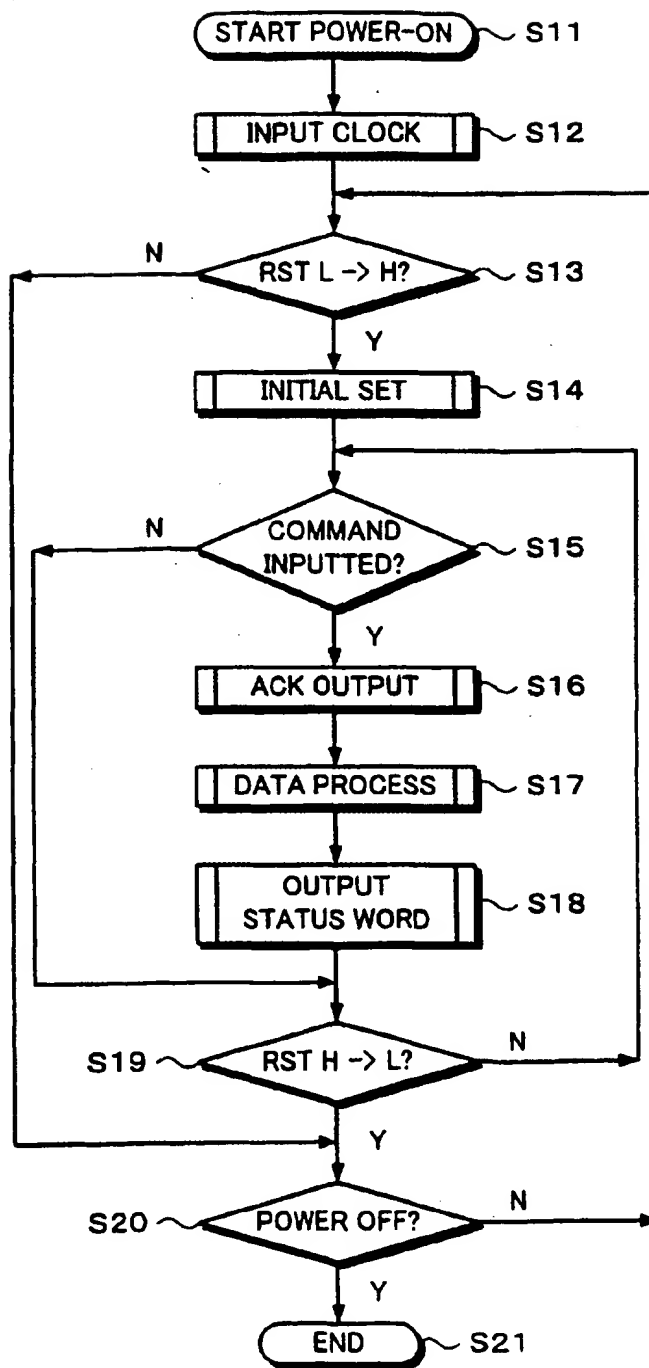 START POWER-ON S11
INPUT CLOCK S12
N
RST L -> H? S13
Y
INITIAL SET S14
N
COMMAND
INPUTTED? S15
Y
ACK OUTPUT S16
DATA PROCESS S17
OUTPUT
STATUS WORD S18
S19 RST H -> L? N
Y
S20 POWER OFF? N
Y
END S21